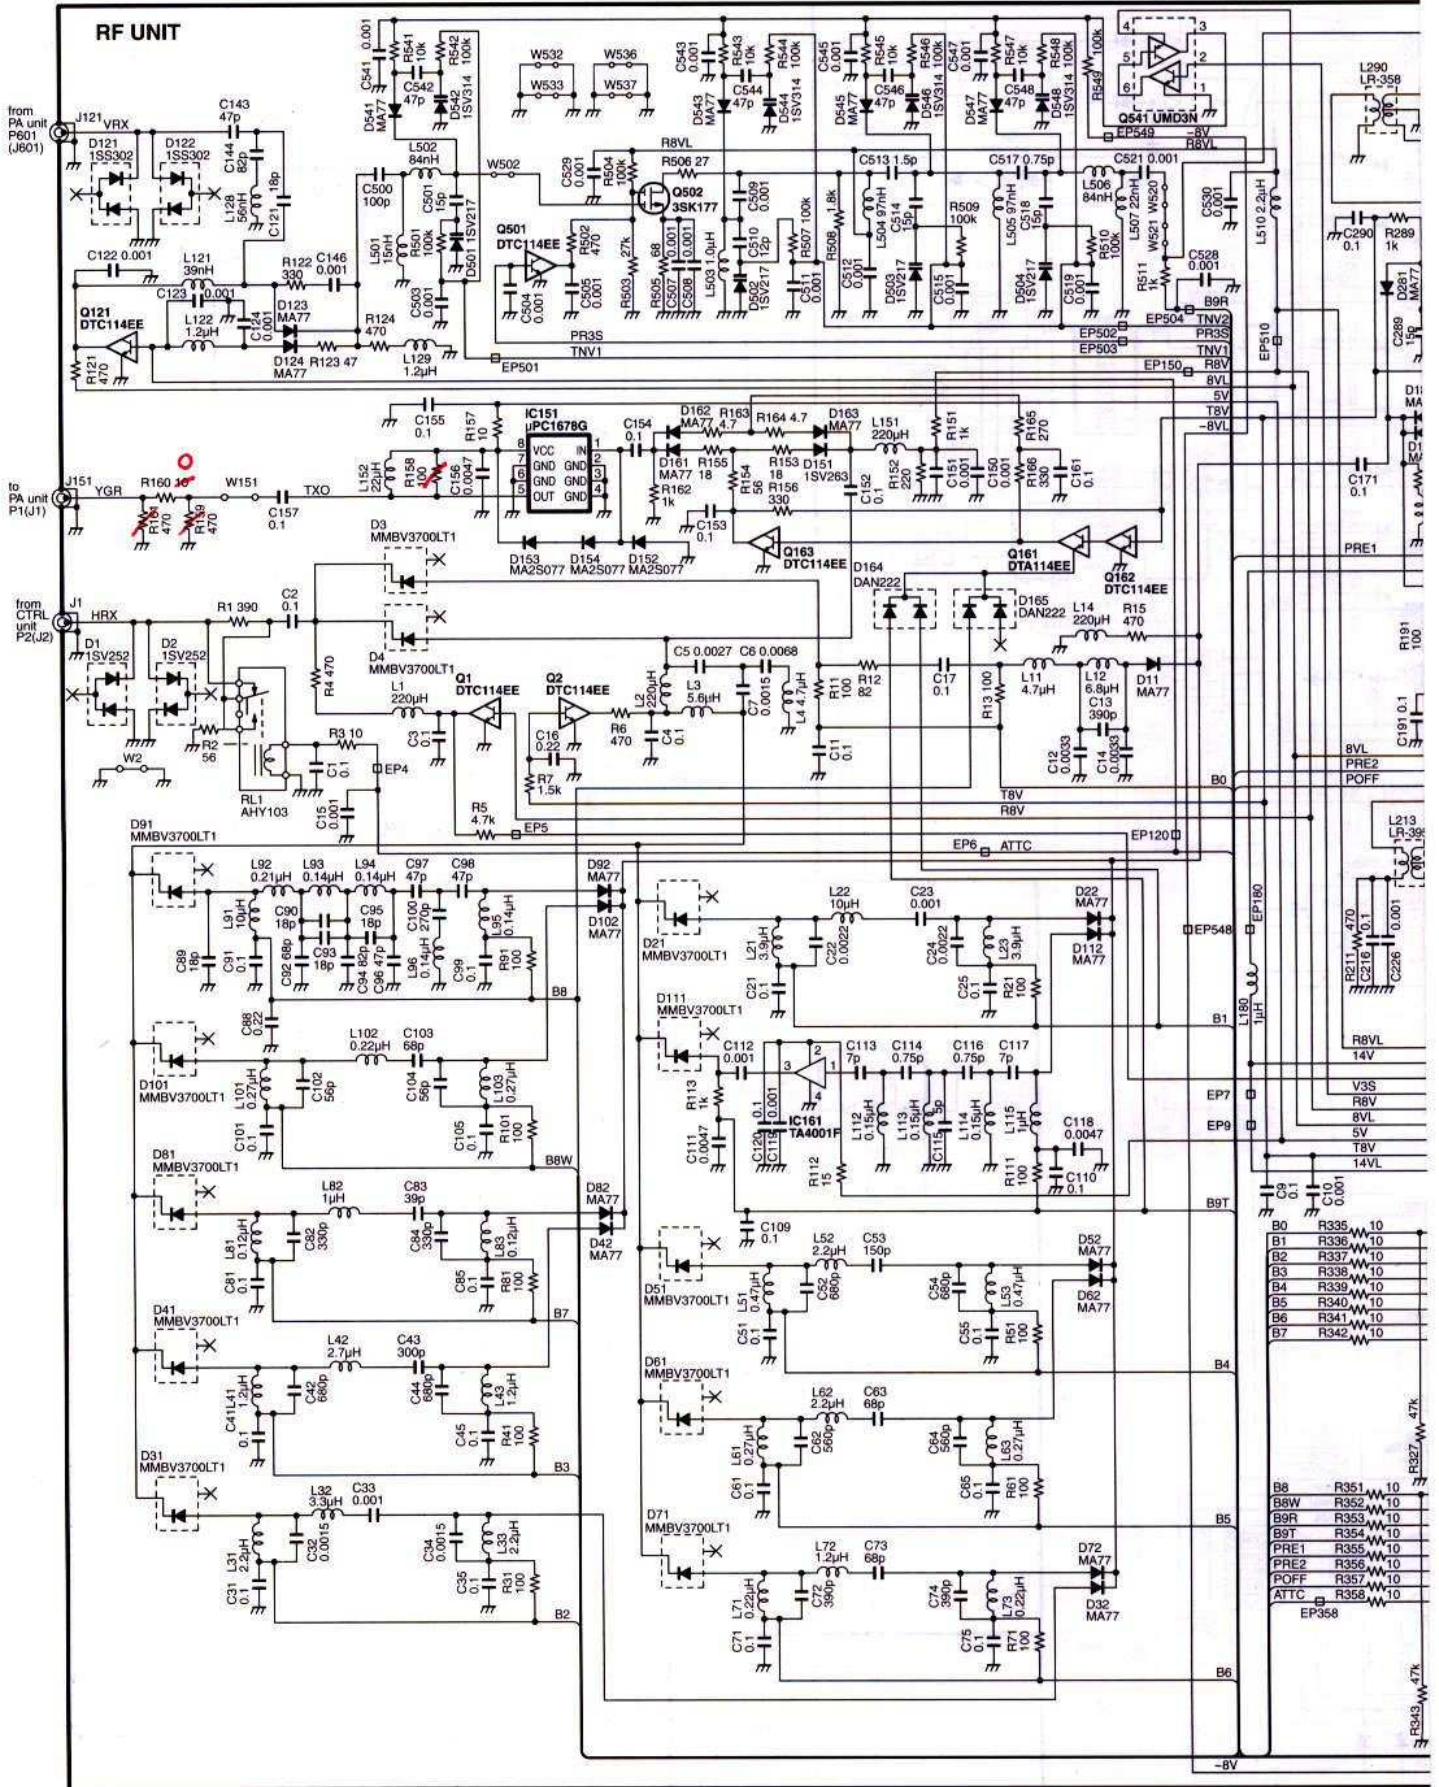 RF UNIT
from
PA unit
P601
(J601)
J121
VRX
D121
1SS302
D122
1SS302
C143
47p
C144
82p
L128
56nH
C121
18p
C122 0.001
L121
39nH
C123
0.001
L122
1.2µH
C124
0.001
Q121
DTC114EE
R121
470
R122
330
C146
0.001
D123
MA77
D124
MA77
R123 47
R124
470
L129
1.2µH
C541 0.001
R541
10k
R542
100k
C542
47p
D541
MA77
D542
1SV314
W532
W533
W536
W537
L502
84nH
C500
100p
C501
15p
L501
15nH
R501
100k
D501 1SV217
C503
0.001
W502
Q501
DTC114EE
C504
0.001
C505
0.001
R502
470
C529
0.001
R504
100k
R8VL
R506 27
Q502
3SK177
R503
27k
R505
68
C507
0.001
C508
0.001
C509
0.001
C510
12p
L503 1.0µH
D502
1SV217
R507 100k
C511
0.001
C543
0.001
R543
10k
R544
100k
C544
47p
D543
MA77
D544
1SV314
C545
0.001
R545
10k
R546
100k
C546
47p
D545
MA77
D546
1SV314
C547
0.001
R547
10k
R548
100k
C548
47p
D547
MA77
D548
1SV314
R549
100k
Q541 UMD3N
4
5
6
3
2
1
EP549
-8V
R8VL
R508 1.8k
C512
0.001
L504 97nH
C513 1.5p
C514
15p
D503
1SV217
R509
100k
C515
0.001
L505 97nH
C517 0.75p
C518
15p
D504
1SV217
R510
100k
C519
0.001
L506
84nH
C521 0.001
L507 22nH
W521 W520
R511
1k
C528
0.001
C530
0.001
L510 2.2µH
B9R
EP504 TNV2
EP502 PR3S
EP503
TNV1
EP150 R8V
8VL
5V
T8V
-8VL
EP510
PR3S
TNV1
EP501
L290
LR-358
C290
0.1
R289
1k
D281
MA77
C289
15p
to
PA unit
P1(J1)
J151
YGR
R160 10
O
R161
470
R159
470
W151
C157
0.1
TXO
C155
0.1
L152
22µH
R158
100
C156
0.0047
R157
10
IC151
µPC1678G
8 VCC IN 1
7 GND GND 2
6 GND GND 3
5 OUT GND 4
C154
0.1
D162
MA77
R163
4.7
R164 4.7
D163
MA77
D161
MA77
R155
18
R153
18
D151
1SV263
R162
1k
R154
56
R156
330
C153
0.1
C152
0.1
L151
220µH
R152
220
R151
1k
C151
0.001
C150
0.001
R165
270
R166
330
C161
0.1
D153
MA2S077
D154
MA2S077
D152
MA2S077
Q163
DTC114EE
Q161
DTA114EE
Q162
DTC114EE
C171
0.1
PRE1
D164
DAN222
D165
DAN222
from
CTRL
unit
P2(J2)
J1
HRX
D1
1SV252
D2
1SV252
R1 390
C2
0.1
D3
MMBV3700LT1
D4
MMBV3700LT1
R4 470
L1
220µH
C3
0.1
Q1
DTC114EE
Q2
DTC114EE
C16
0.22
R7
1.5k
R6
470
C4
0.1
L2
220µH
L3
5.6µH
C5 0.0027
C6 0.0068
C7
0.0015
L4 4.7µH
R11
100
R12
82
C17
0.1
C11
0.1
R13 100
L11
4.7µH
L14
220µH
R15
470
L12
6.8µH
C13
390p
D11
MA77
C12
0.0033
C14
0.0033
R2
56
W2
RL1
AHY103
R3 10
C1
0.1
C15
0.001
EP4
R5
4.7k
EP5
T8V
R8V
B0
EP6
ATTC
EP120
R191
100
C191 0.1
8VL
PRE2
POFF
L213
LR-395
R211 470
C216 0.1
C226 0.001
EP180
EP548
L180
1µH
D91
MMBV3700LT1
L92
0.21µH
L93
0.14µH
L94
0.14µH
C97
47p
C98
47p
D92
MA77
D102
MA77
C89
18p
L91
10µH
C91
0.1
C90
18p
C92 68p
C93
18p
C94 82p
C95
18p
C96 47p
C100
270p
L96
0.14µH
L95
0.14µH
C99
0.1
R91
100
B8
C88
0.22
D101
MMBV3700LT1
L101
0.27µH
C101
0.1
C102
56p
L102
0.22µH
C103
68p
C104
56p
L103
0.27µH
C105
0.1
R101
100
B8W
D81
MMBV3700LT1
L81
0.12µH
C81
0.1
C82
330p
L82
1µH
C83
39p
C84
330p
L83
0.12µH
C85
0.1
R81
100
D82
MA77
D42
MA77
B7
D41
MMBV3700LT1
L41
1.2µH
C41
0.1
C42
680p
L42
2.7µH
C43
300p
C44
680p
L43
1.2µH
C45
0.1
R41
100
B3
D31
MMBV3700LT1
L31
2.2µH
C31
0.1
C32
0.0015
L32
3.3µH
C33
0.001
C34
0.0015
L33
2.2µH
C35
0.1
R31
100
B2
D21
MMBV3700LT1
L21
3.9µH
C21
0.1
C22
0.0022
L22
10µH
C23
0.001
C24
0.0022
L23
3.9µH
C25
0.1
R21
100
D22
MA77
D112
MA77
B1
D111
MMBV3700LT1
C112
0.001
R113
1k
C111
0.0047
C120
0.1
C119
0.001
IC161
TA4001F
3
2
1
4
R112
15
C113
7p
C114
0.75p
C116
0.75p
C117
7p
L112
0.15µH
L113
0.15µH
C115
5p
L114
0.15µH
L115
1µH
R111
100
C118
0.0047
C110
0.1
C109
0.1
B9T
D51
MMBV3700LT1
L51
0.47µH
C51
0.1
C52
680p
L52
2.2µH
C53
150p
C54
680p
L53
0.47µH
C55
0.1
R51
100
D52
MA77
D62
MA77
B4
D61
MMBV3700LT1
L61
0.27µH
C61
0.1
C62
560p
L62
2.2µH
C63
68p
C64
560p
L63
0.27µH
C65
0.1
R61
100
B5
D71
MMBV3700LT1
L71
0.22µH
C71
0.1
C72
390p
L72
1.2µH
C73
68p
C74
390p
L73
0.22µH
C75
0.1
R71
100
D72
MA77
D32
MA77
B6
R8VL
14V
V3S
R8V
8VL
5V
T8V
14VL
EP7
EP9
C9
0.1
C10
0.001
B0 R335 10
B1 R336 10
B2 R337 10
B3 R338 10
B4 R339 10
B5 R340 10
B6 R341 10
B7 R342 10
R327 47k
B8 R351 10
B8W R352 10
B9R R353 10
B9T R354 10
PRE1 R355 10
PRE2 R356 10
POFF R357 10
ATTC R358 10
EP358
R343 47k
-8V